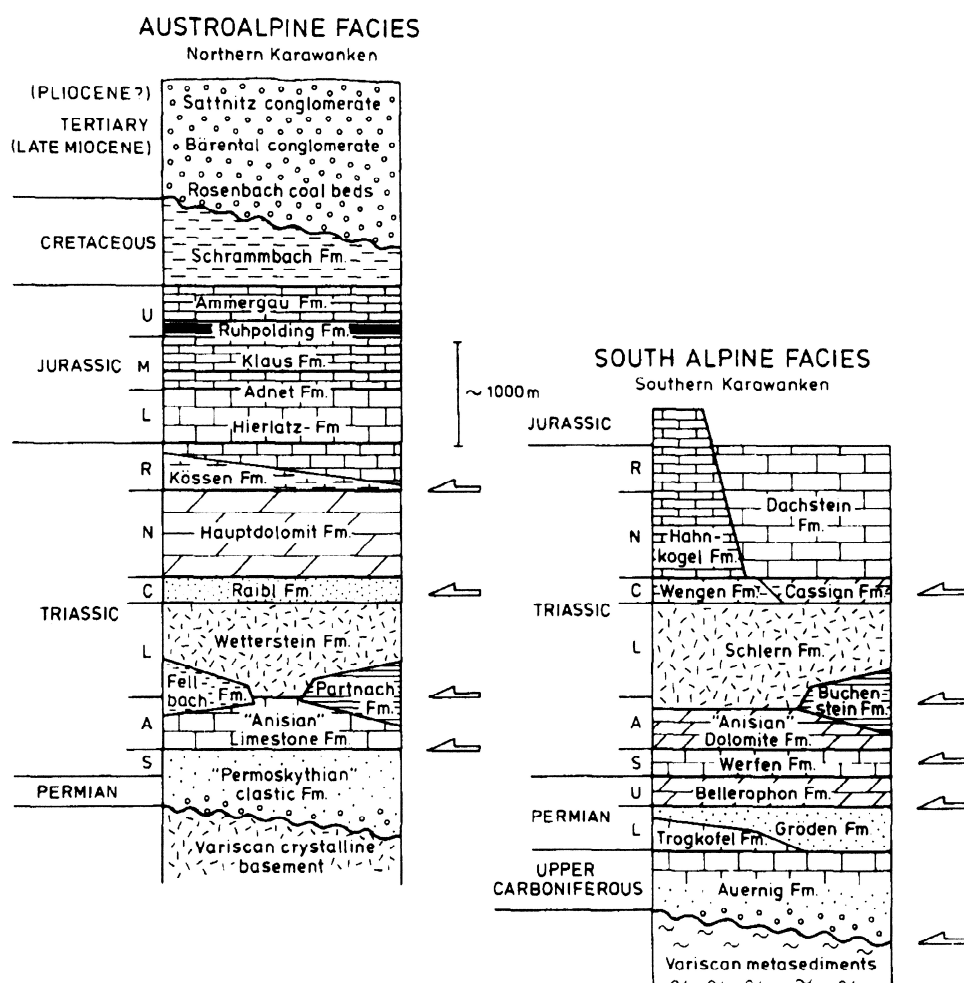 AUSTROALPINE FACIES
Northern Karawanken
(PLIOCENE?)
TERTIARY
(LATE MIOCENE)
Sattnitz conglomerate
Bärental conglomerate
Rosenbach coal beds
CRETACEOUS
Schrammbach Fm.
JURASSIC
U
M
L
Ammergau Fm.
Ruhpolding Fm.
Klaus Fm.
Adnet Fm.
Hierlatz-Fm
~1000m
TRIASSIC
R
N
C
L
A
S
Kössen Fm.
Hauptdolomit Fm.
Raibl Fm.
Wetterstein Fm.
Fell
bach-Fm.
Partnach
Fm.
"Anisian"
Limestone Fm.
PERMIAN
"Permoskythian"
clastic Fm.
Variscan crystalline
basement
SOUTH ALPINE FACIES
Southern Karawanken
JURASSIC
TRIASSIC
R
N
C
L
A
S
Dachstein
Fm.
Hahn-
kogel Fm.
Wengen Fm.
Cassian Fm.
Schlern Fm.
Buchen-
stein Fm.
"Anisian"
Dolomite Fm.
Werfen Fm.
PERMIAN
U
L
Bellerophon Fm.
Gröden Fm.
Trogkofel Fm.
UPPER
CARBONIFEROUS
Auernig Fm.
Variscan metasediments